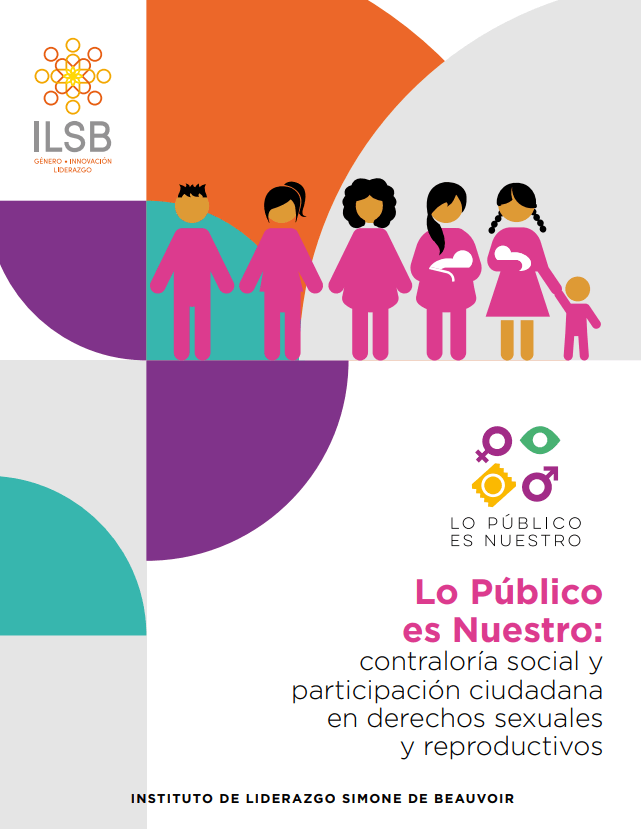 ILSB
GÉNERO • INNOVACIÓN
LIDERAZGO
LO PÚBLICO
ES NUESTRO
Lo Público
es Nuestro:
contraloría social y
participación ciudadana
en derechos sexuales
y reproductivos
INSTITUTO DE LIDERAZGO SIMONE DE BEAUVOIR